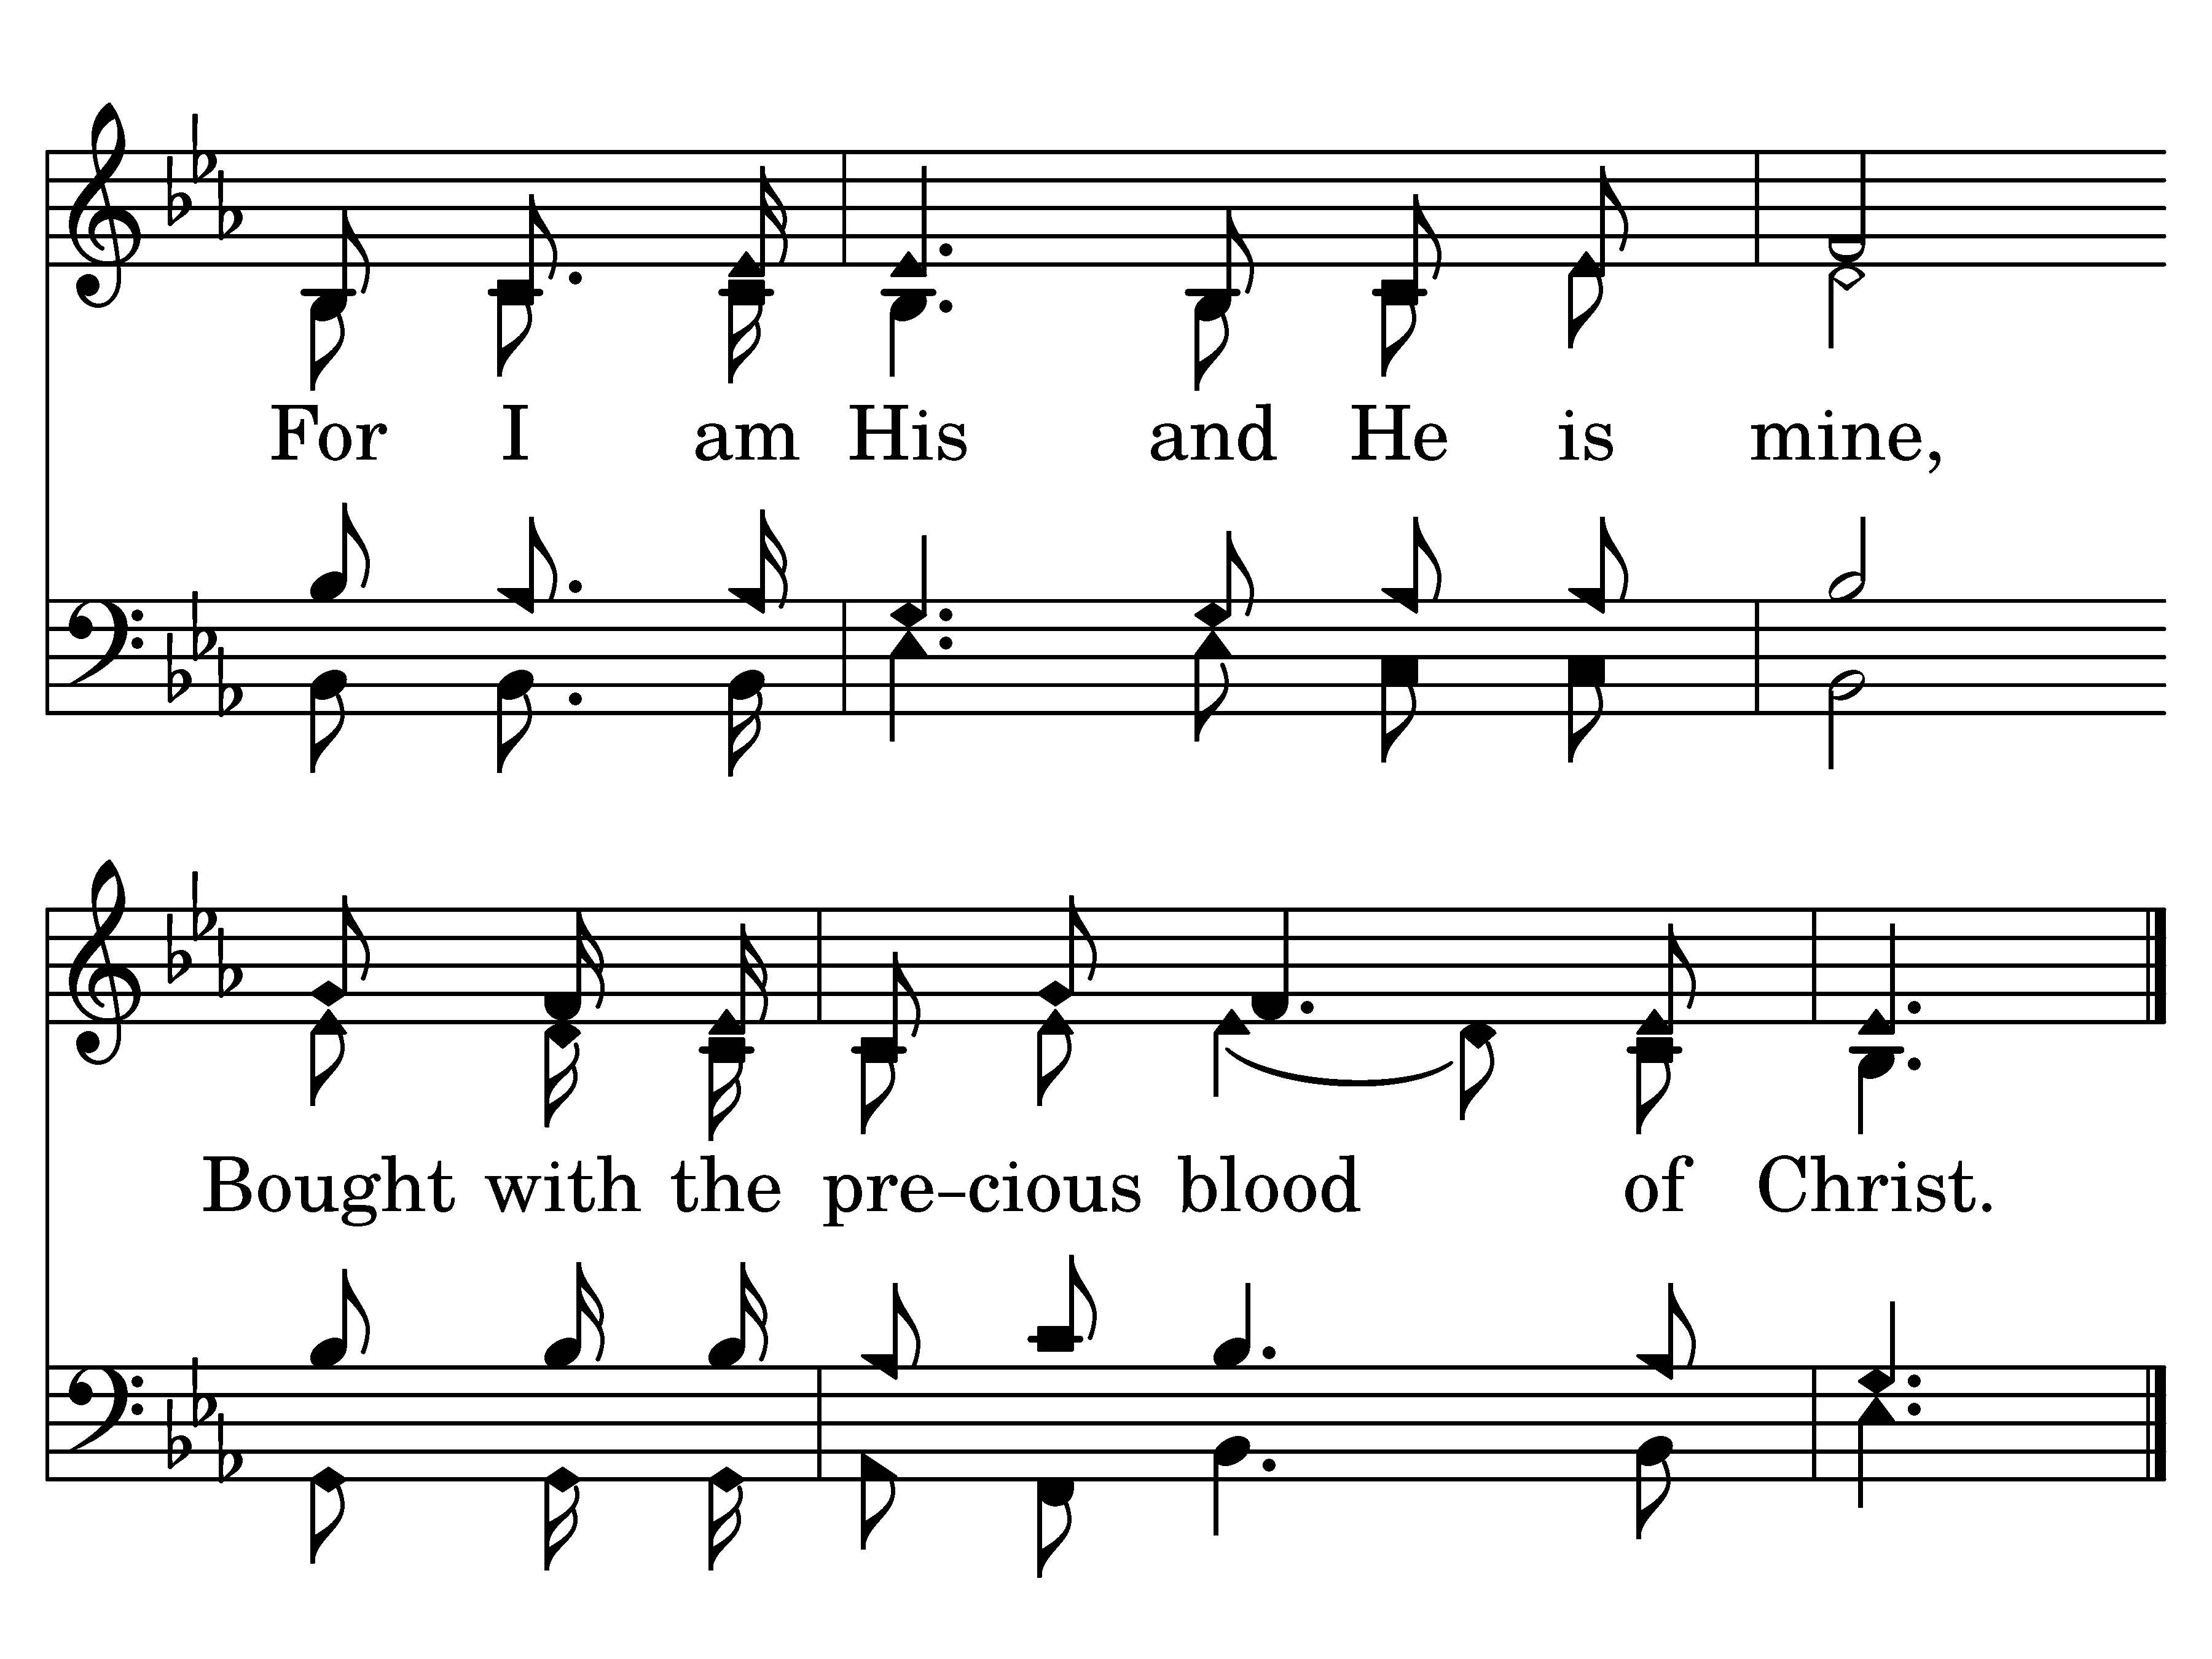 For I am His and He is mine,
Bought with the pre-cious blood of Christ.